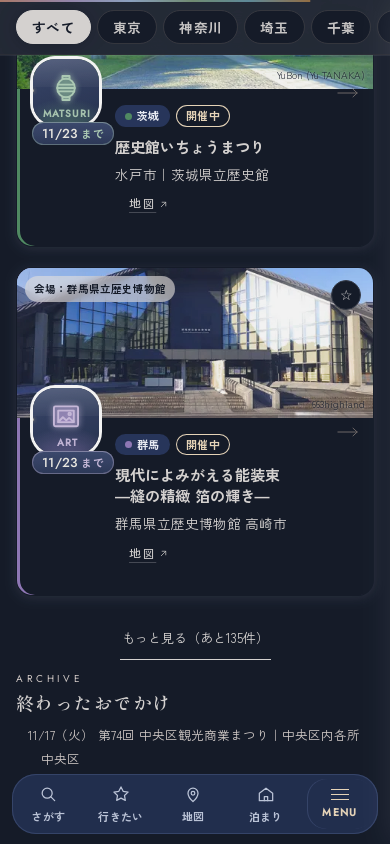 すべて
東京
神奈川
埼玉
千葉
YuBon (Yu TANAKA)
MATSURI
11/23 まで
茨城
開催中
歴史館いちょうまつり
水戸市｜茨城県立歴史館
地図 ↗
会場：群馬県立歴史博物館
ART
11/23 まで
群馬
開催中
現代によみがえる能装束
―縫の精緻 箔の輝き―
群馬県立歴史博物館 高崎市
地図 ↗
もっと見る（あと135件）
ARCHIVE
終わったおでかけ
11/17（火） 第74回 中央区観光商業まつり｜中央区内各所
中央区
さがす
行きたい
地図
泊まり
MENU